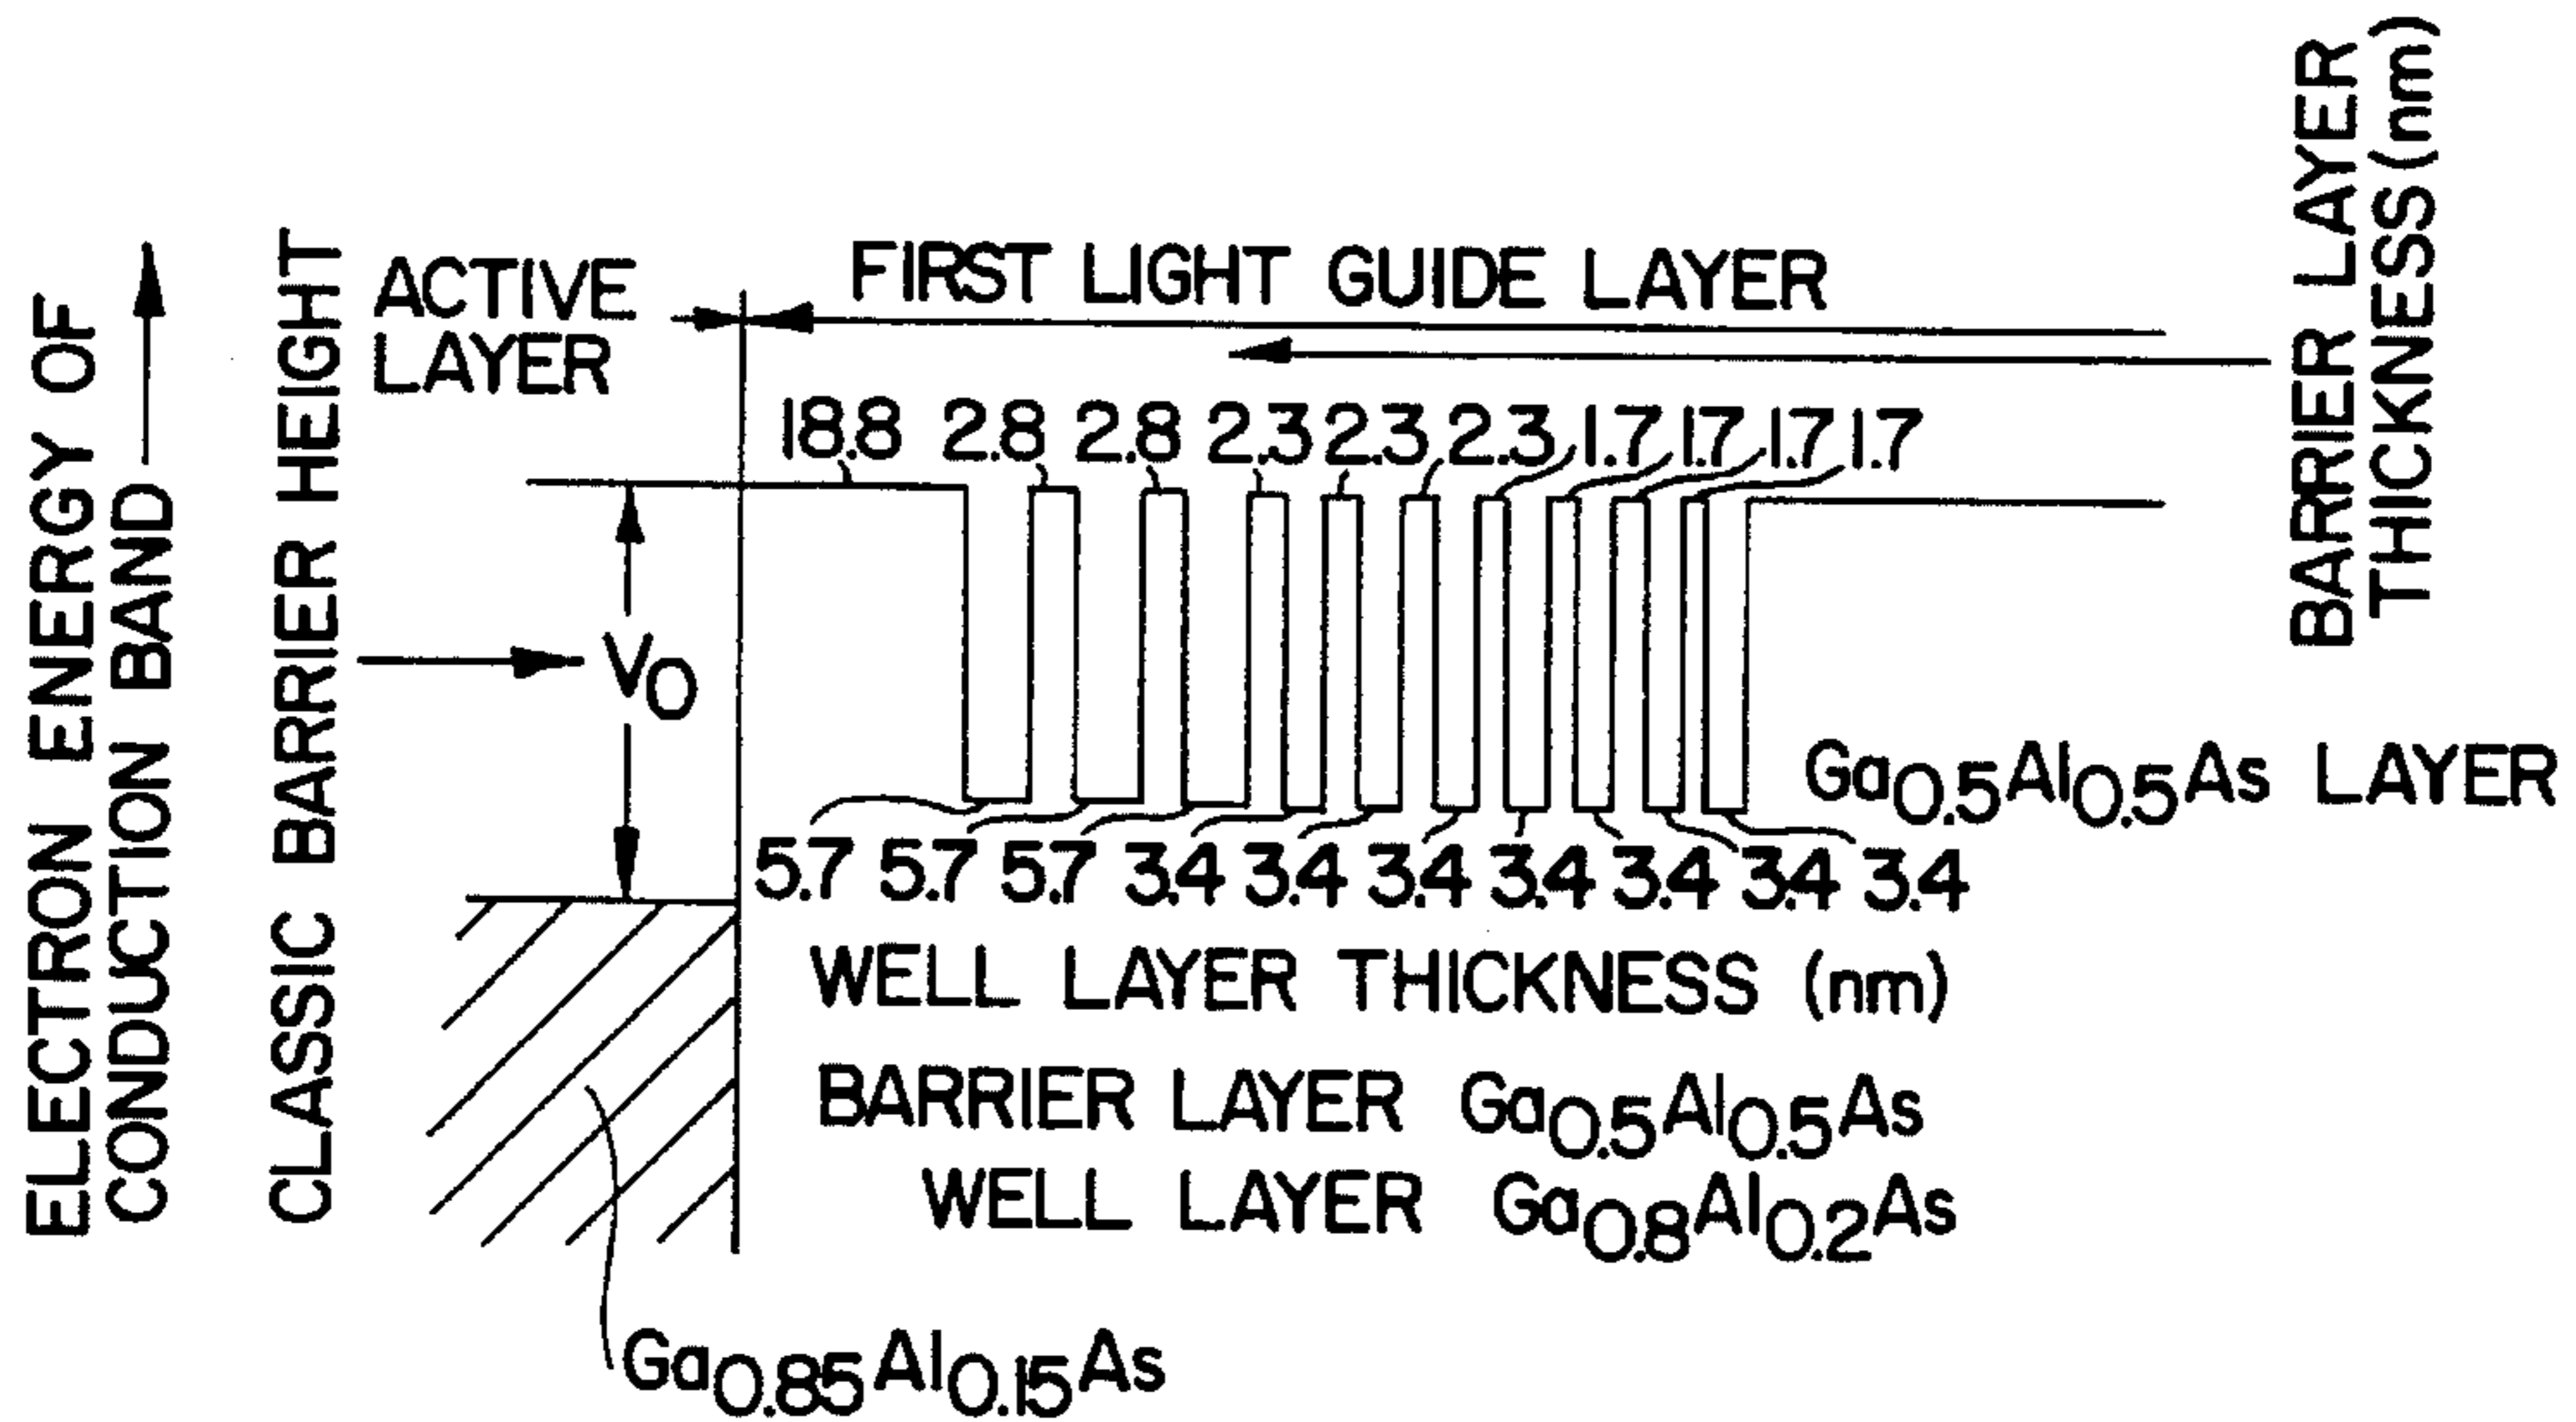 ELECTRON ENERGY OF
CONDUCTION BAND
CLASSIC BARRIER HEIGHT
ACTIVE
LAYER
FIRST LIGHT GUIDE LAYER
BARRIER LAYER
THICKNESS (nm)
18.8 2.8 2.8 2.3 2.3 2.3 1.7 1.7 1.7 1.7
V0
Ga0.5Al0.5As LAYER
5.7 5.7 5.7 3.4 3.4 3.4 3.4 3.4 3.4 3.4
WELL LAYER THICKNESS (nm)
BARRIER LAYER Ga0.5Al0.5As
WELL LAYER Ga0.8Al0.2As
Ga0.85Al0.15As